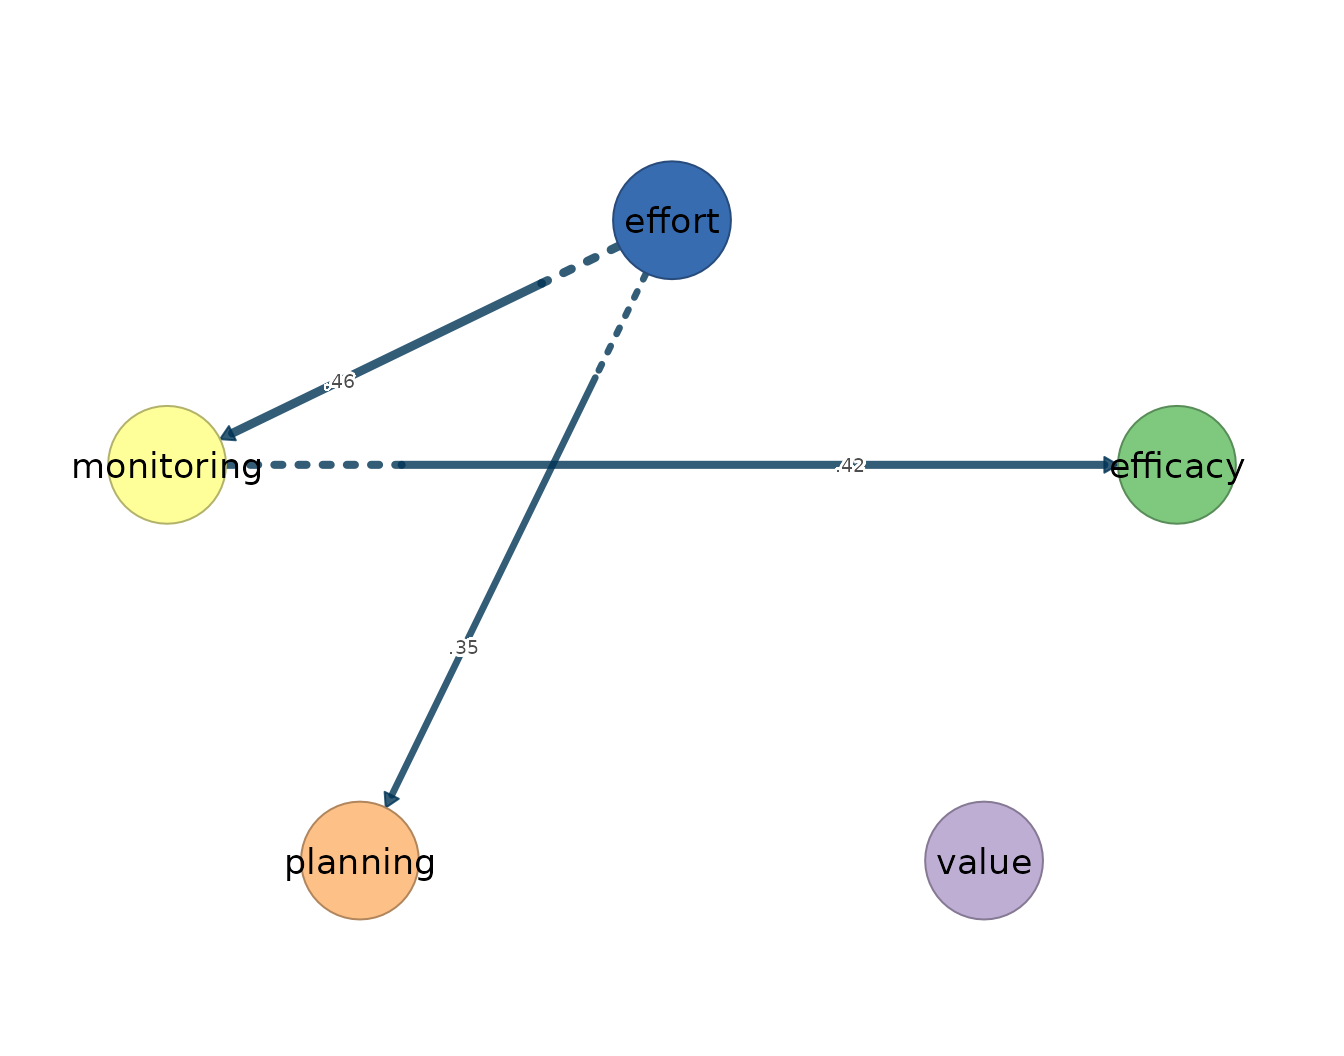 effort
.46
monitoring
.42
efficacy
.35
planning
value